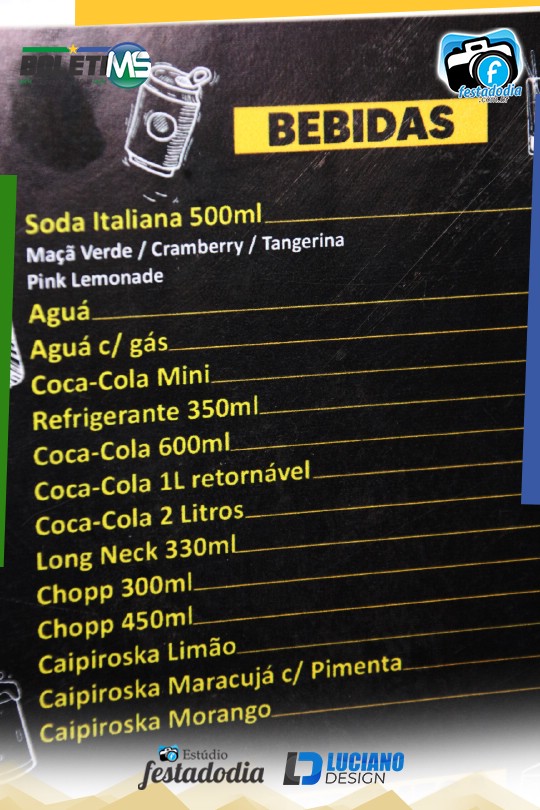 BOLETIMS
f
festadodia
.com.br
BEBIDAS
Soda Italiana 500ml
Maçã Verde / Cramberry / Tangerina
Pink Lemonade
Aguá
Aguá c/ gás
Coca-Cola Mini
Refrigerante 350ml
Coca-Cola 600ml
Coca-Cola 1L retornável
Coca-Cola 2 Litros
Long Neck 330ml
Chopp 300ml
Chopp 450ml
Caipiroska Limão
Caipiroska Maracujá c/ Pimenta
Caipiroska Morango
Estúdio
festadodia
LUCIANO
DESIGN